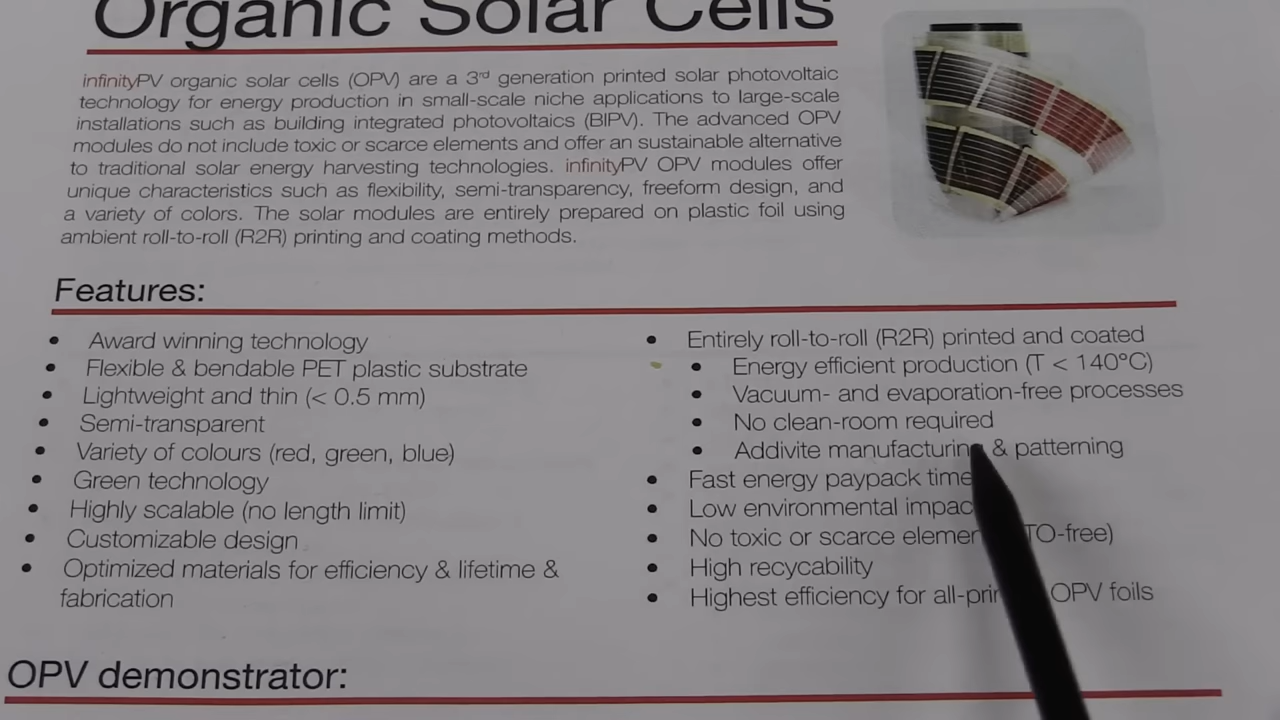 Organic Solar Cells
infinityPV organic solar cells (OPV) are a 3rd generation printed solar photovoltaic
technology for energy production in small-scale niche applications to large-scale
installations such as building integrated photovoltaics (BIPV). The advanced OPV
modules do not include toxic or scarce elements and offer an sustainable alternative
to traditional solar energy harvesting technologies. infinityPV OPV modules offer
unique characteristics such as flexibility, semi-transparency, freeform design, and
a variety of colors. The solar modules are entirely prepared on plastic foil using
ambient roll-to-roll (R2R) printing and coating methods.
Features:
• Award winning technology
• Flexible & bendable PET plastic substrate
• Lightweight and thin (< 0.5 mm)
• Semi-transparent
• Variety of colours (red, green, blue)
• Green technology
• Highly scalable (no length limit)
• Customizable design
• Optimized materials for efficiency & lifetime &
fabrication
• Entirely roll-to-roll (R2R) printed and coated
• Energy efficient production (T < 140°C)
• Vacuum- and evaporation-free processes
• No clean-room required
• Addivite manufacturing & patterning
• Fast energy paypack time
• Low environmental impac
• No toxic or scarce elemen TO-free)
• High recycability
• Highest efficiency for all-prin OPV foils
OPV demonstrator: